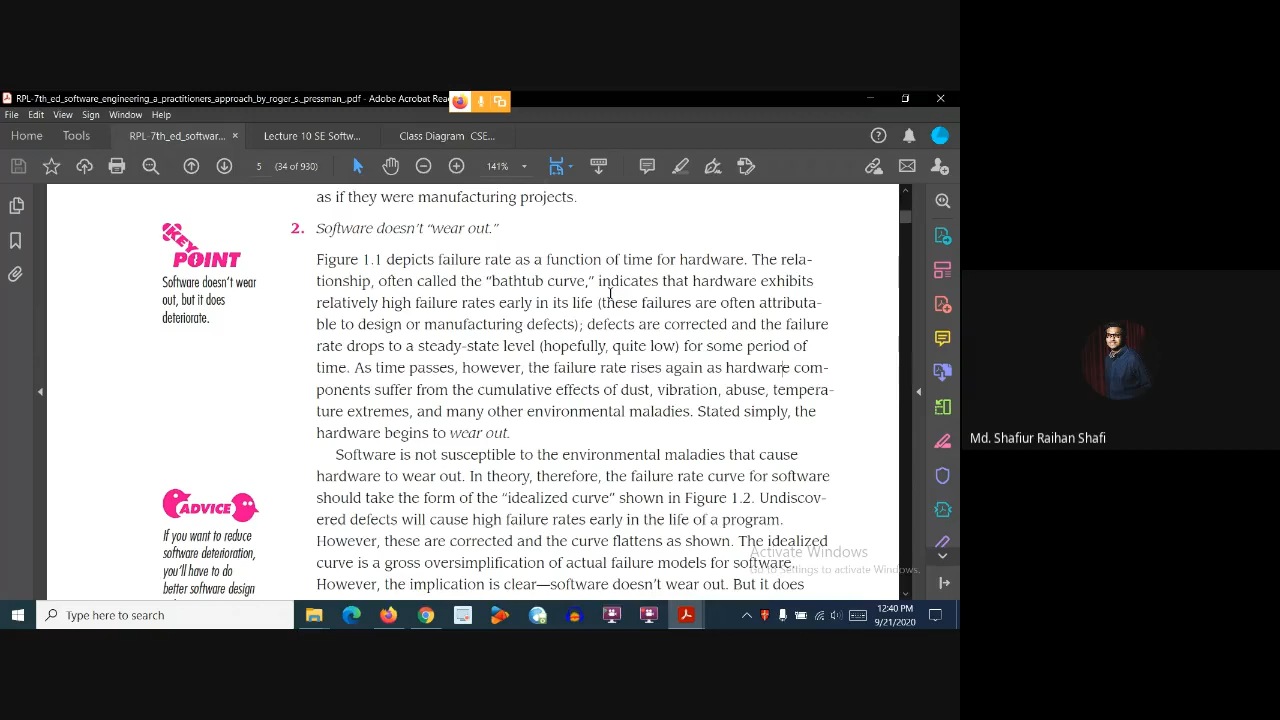 RPL-7th_ed_software_engineering_a_practitioners_approach_by_roger_s._pressman_.pdf - Adobe Acrobat Rea
File Edit View Sign Window Help
Home Tools RPL-7th_ed_softwar... × Lecture 10 SE Softw... Class Diagram CSE...
5 (34 of 930) 141%
as if they were manufacturing projects.
2. Software doesn't “wear out.”
KEY
POINT
Software doesn't wear
out, but it does
deteriorate.
Figure 1.1 depicts failure rate as a function of time for hardware. The rela-
tionship, often called the “bathtub curve,” indicates that hardware exhibits
relatively high failure rates early in its life (these failures are often attributa-
ble to design or manufacturing defects); defects are corrected and the failure
rate drops to a steady-state level (hopefully, quite low) for some period of
time. As time passes, however, the failure rate rises again as hardware com-
ponents suffer from the cumulative effects of dust, vibration, abuse, tempera-
ture extremes, and many other environmental maladies. Stated simply, the
hardware begins to wear out.
Software is not susceptible to the environmental maladies that cause
hardware to wear out. In theory, therefore, the failure rate curve for software
should take the form of the “idealized curve” shown in Figure 1.2. Undiscov-
ered defects will cause high failure rates early in the life of a program.
However, these are corrected and the curve flattens as shown. The idealized
curve is a gross oversimplification of actual failure models for software.
However, the implication is clear—software doesn't wear out. But it does
ADVICE
If you want to reduce
software deterioration,
you'll have to do
better software design
Activate Windows
Go to Settings to activate Windows.
Md. Shafiur Raihan Shafi
Type here to search
12:40 PM
9/21/2020